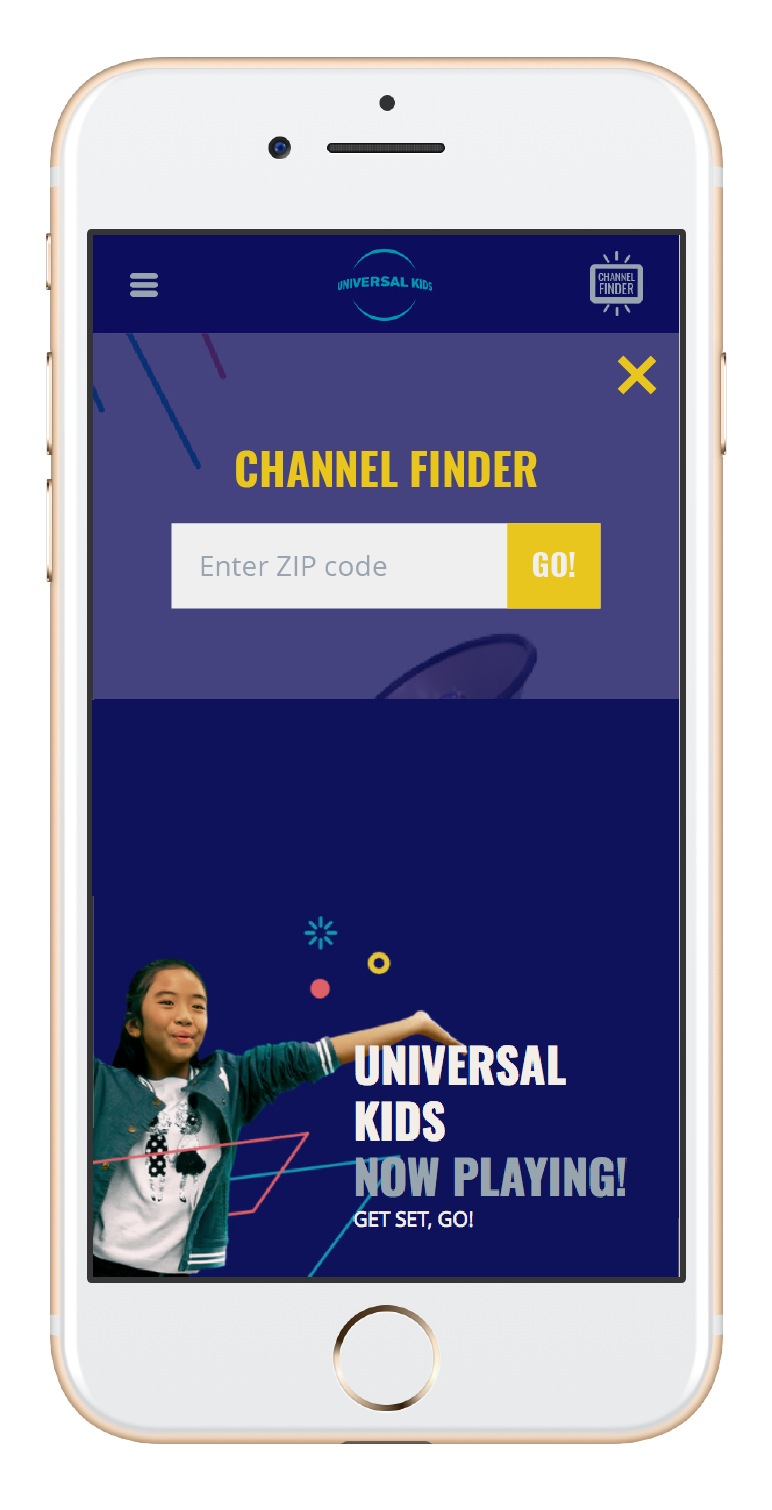 UNIVERSAL KIDS
CHANNEL
FINDER
CHANNEL FINDER
Enter ZIP code
GO!
UNIVERSAL
KIDS
NOW PLAYING!
GET SET, GO!